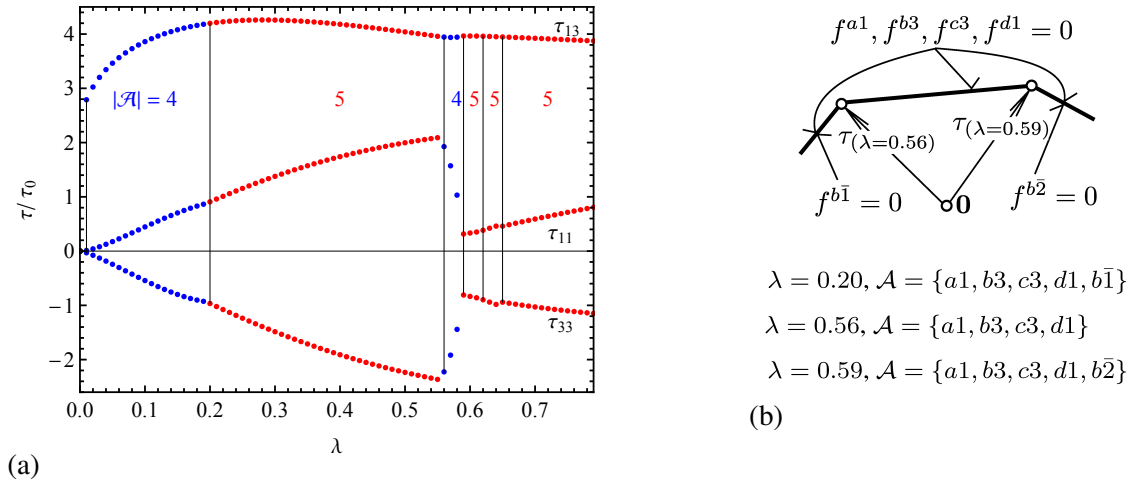 4
3
2
1
0
−1
−2
τ/τ₀
|𝒜| = 4
5
4
5
5
5
τ₁₃
τ₁₁
τ₃₃
0.0 0.1 0.2 0.3 0.4 0.5 0.6 0.7
λ
(a)
f^{a1}, f^{b3}, f^{c3}, f^{d1} = 0
τ_{(λ=0.56)}
τ_{(λ=0.59)}
f^{b1̄} = 0
0
f^{b2̄} = 0
λ = 0.20, 𝒜 = {a1, b3, c3, d1, b1̄}
λ = 0.56, 𝒜 = {a1, b3, c3, d1}
λ = 0.59, 𝒜 = {a1, b3, c3, d1, b2̄}
(b)